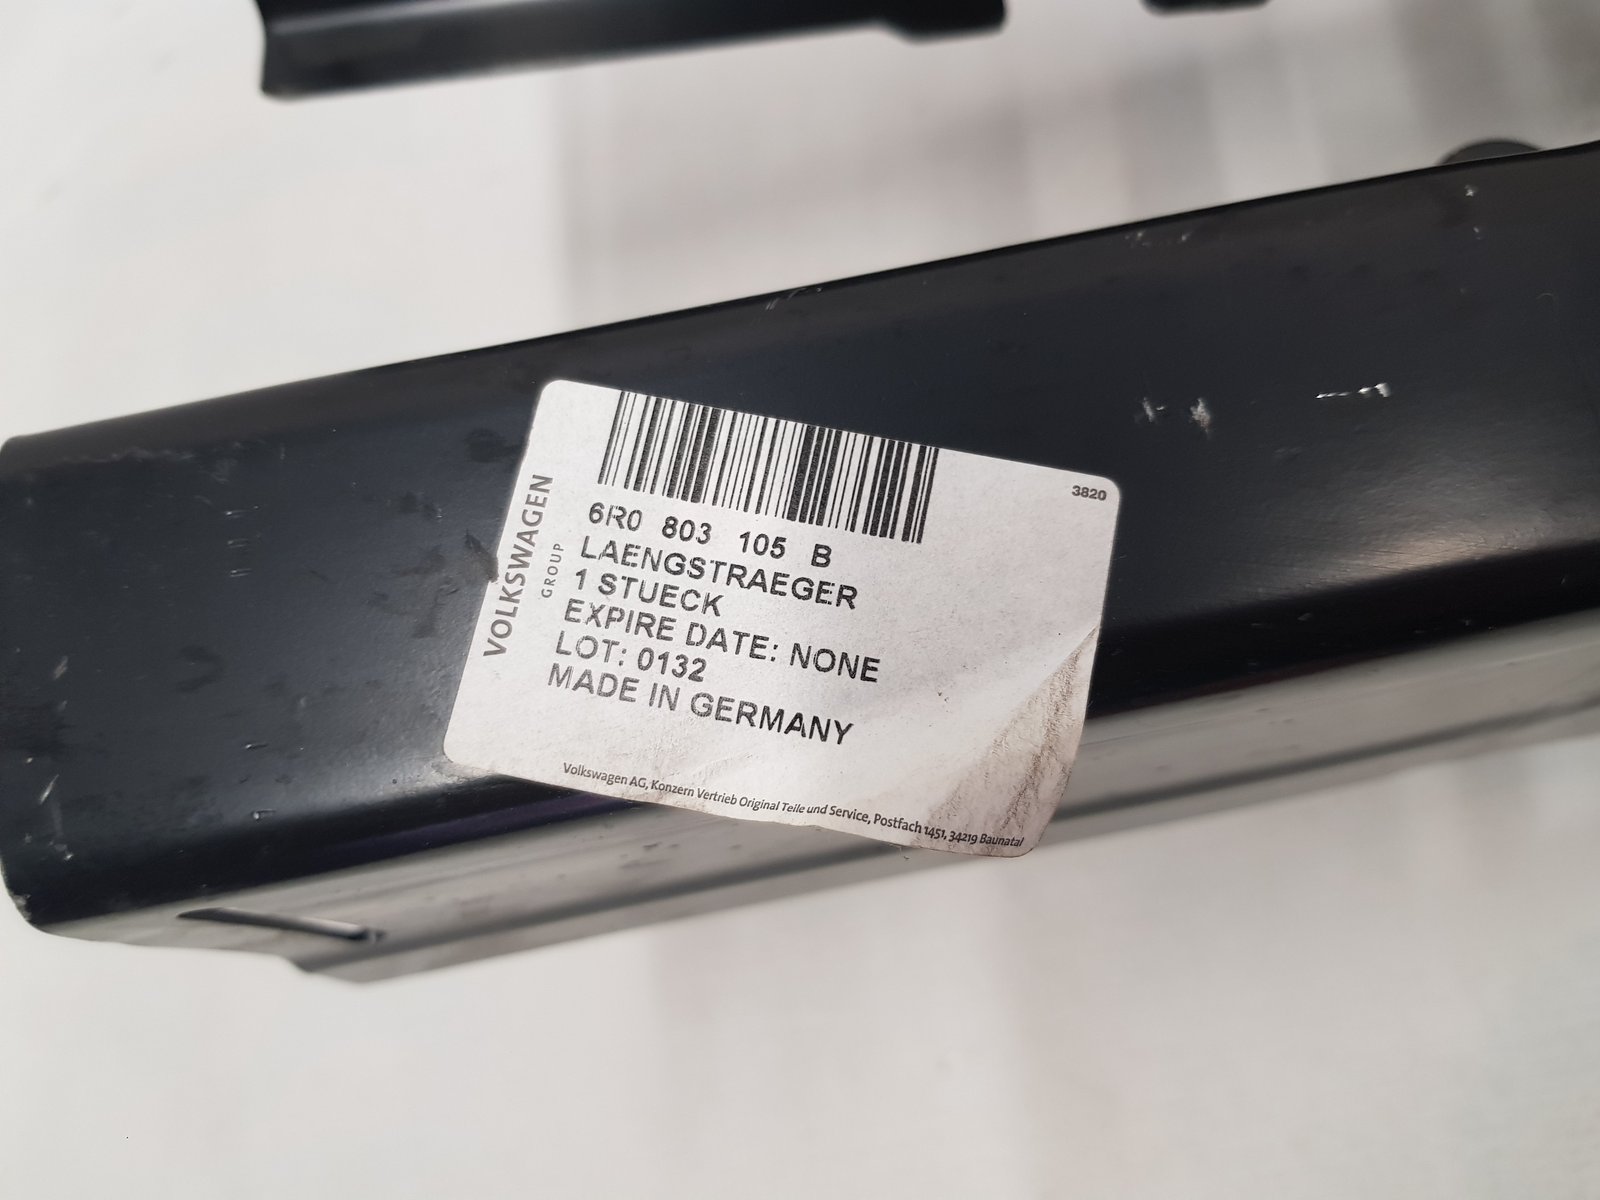 3820
6R0 803 105 B
LAENGSTRAEGER
1 STUECK
EXPIRE DATE: NONE
LOT: 0132
MADE IN GERMANY
VOLKSWAGEN
GROUP
Volkswagen AG, Konzern Vertrieb Original Teile und Service, Postfach 1451, 34219 Baunatal